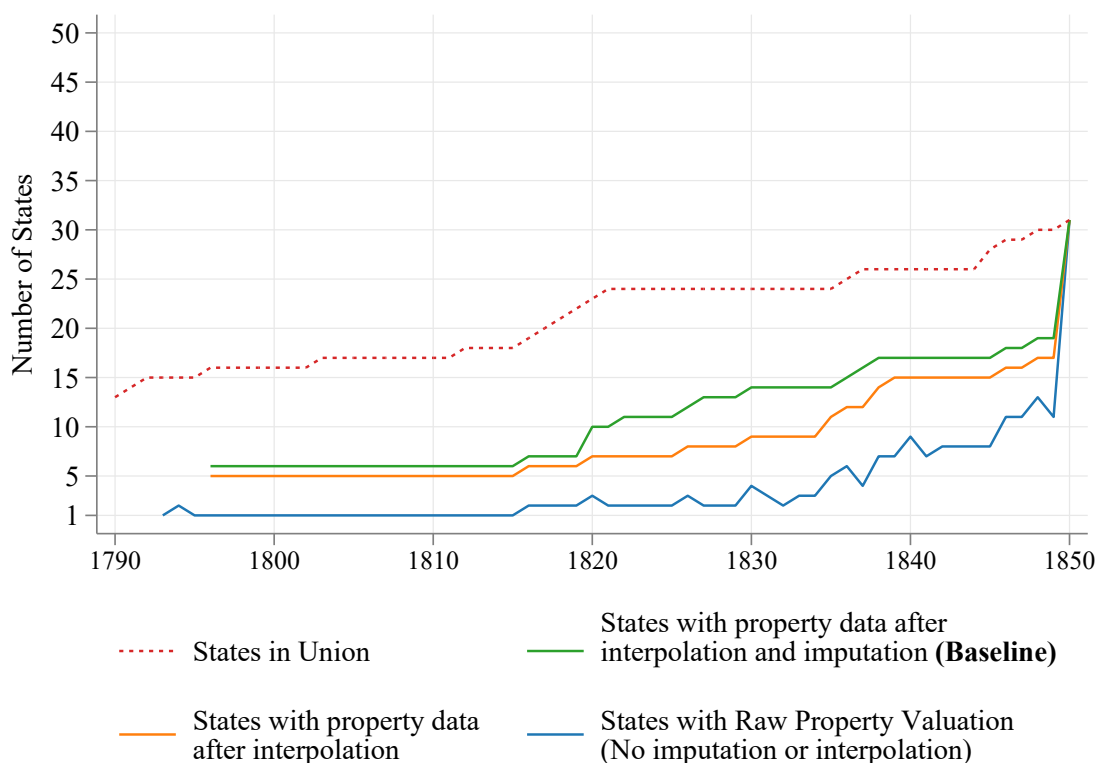 50
45
40
35
30
25
20
15
10
5
1
Number of States
1790 1800 1810 1820 1830 1840 1850
States in Union
States with property data after
interpolation and imputation (Baseline)
States with property data
after interpolation
States with Raw Property Valuation
(No imputation or interpolation)